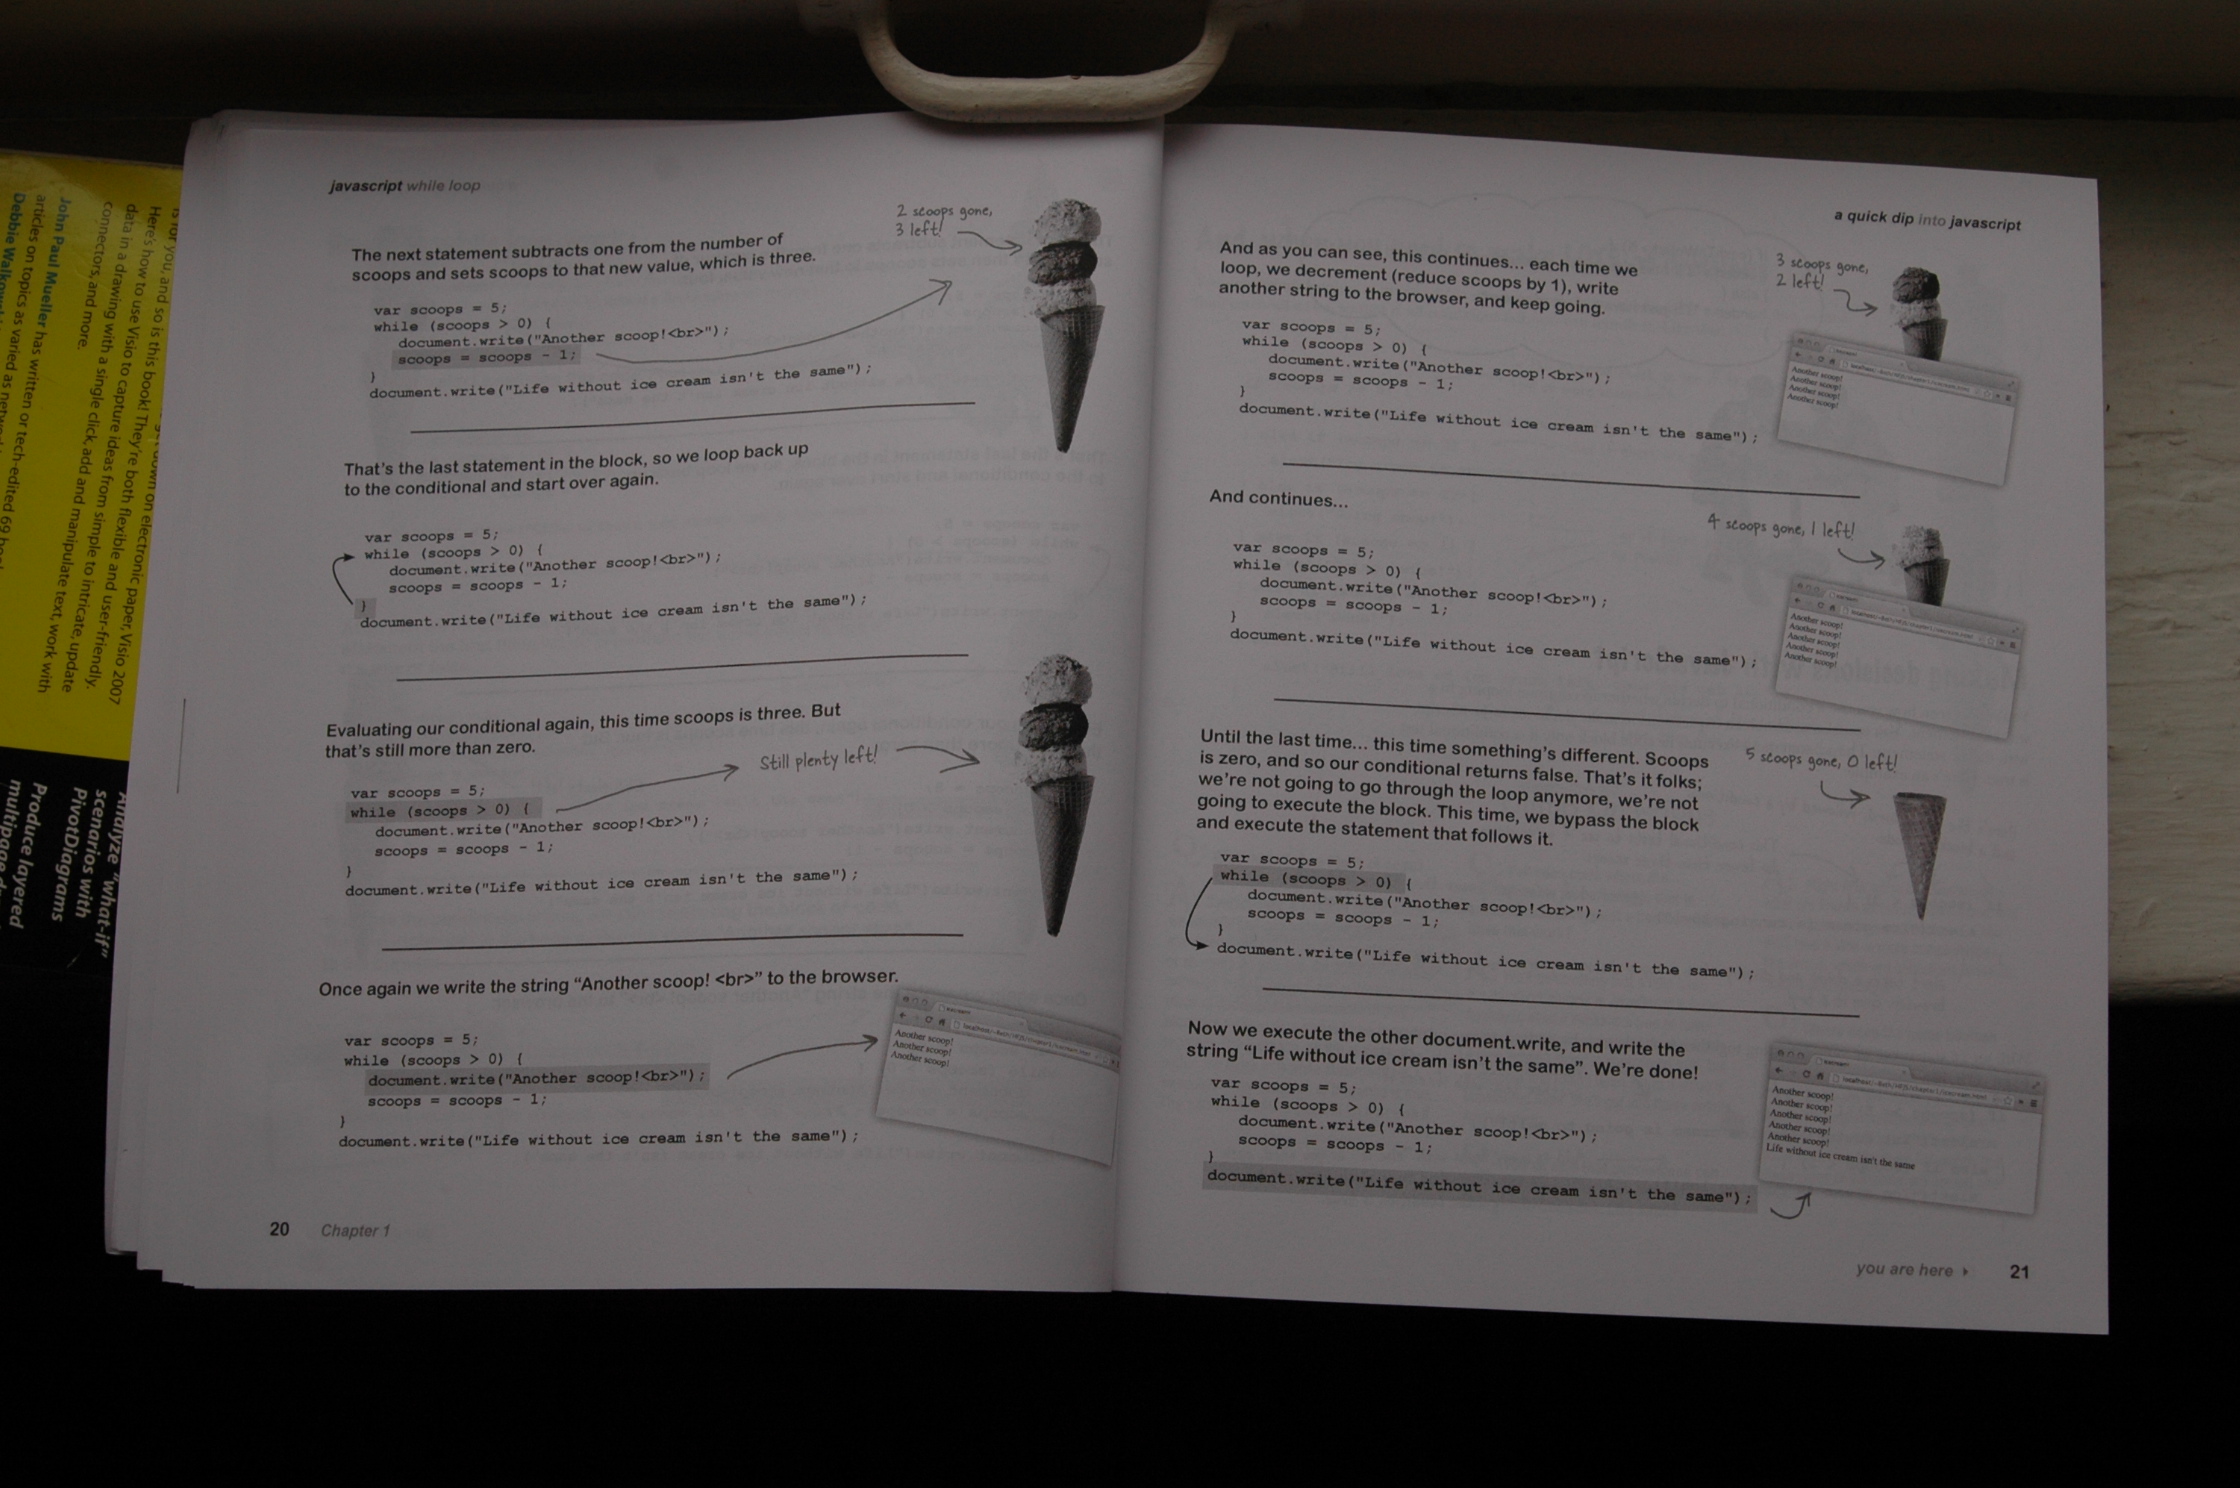 javascript while loop
2 scoops gone,
3 left!
The next statement subtracts one from the number of
scoops and sets scoops to that new value, which is three.
var scoops = 5;
while (scoops > 0) {
document.write("Another scoop!<br>");
scoops = scoops - 1;
}
document.write("Life without ice cream isn't the same");
That's the last statement in the block, so we loop back up
to the conditional and start over again.
var scoops = 5;
while (scoops > 0) {
document.write("Another scoop!<br>");
scoops = scoops - 1;
}
document.write("Life without ice cream isn't the same");
Evaluating our conditional again, this time scoops is three. But
that's still more than zero.
Still plenty left!
var scoops = 5;
while (scoops > 0) {
document.write("Another scoop!<br>");
scoops = scoops - 1;
}
document.write("Life without ice cream isn't the same");
Once again we write the string “Another scoop! <br>” to the browser.
var scoops = 5;
while (scoops > 0) {
document.write("Another scoop!<br>");
scoops = scoops - 1;
}
document.write("Life without ice cream isn't the same");
Another scoop!
Another scoop!
Another scoop!
20 Chapter 1
a quick dip into javascript
And as you can see, this continues... each time we
loop, we decrement (reduce scoops by 1), write
another string to the browser, and keep going.
3 scoops gone,
2 left!
var scoops = 5;
while (scoops > 0) {
document.write("Another scoop!<br>");
scoops = scoops - 1;
}
document.write("Life without ice cream isn't the same");
Another scoop!
Another scoop!
Another scoop!
Another scoop!
And continues...
4 scoops gone, 1 left!
var scoops = 5;
while (scoops > 0) {
document.write("Another scoop!<br>");
scoops = scoops - 1;
}
document.write("Life without ice cream isn't the same");
Another scoop!
Another scoop!
Another scoop!
Another scoop!
Another scoop!
Until the last time... this time something's different. Scoops
is zero, and so our conditional returns false. That's it folks;
we're not going to go through the loop anymore, we're not
going to execute the block. This time, we bypass the block
and execute the statement that follows it.
5 scoops gone, 0 left!
var scoops = 5;
while (scoops > 0) {
document.write("Another scoop!<br>");
scoops = scoops - 1;
}
document.write("Life without ice cream isn't the same");
Now we execute the other document.write, and write the
string “Life without ice cream isn't the same”. We're done!
var scoops = 5;
while (scoops > 0) {
document.write("Another scoop!<br>");
scoops = scoops - 1;
}
document.write("Life without ice cream isn't the same");
Another scoop!
Another scoop!
Another scoop!
Another scoop!
Another scoop!
Life without ice cream isn't the same
you are here 21
is for you, and so is this book! They're both flexible and user-friendly.
Here's how to use Visio to capture ideas from simple to intricate, update
data in a drawing with a single click, add and manipulate text, work with
connectors, and more.
John Paul Mueller has written or tech-edited 69
articles on topics as varied as
Debbie
Analyze "what-if"
scenarios with
PivotDiagrams
Produce layered